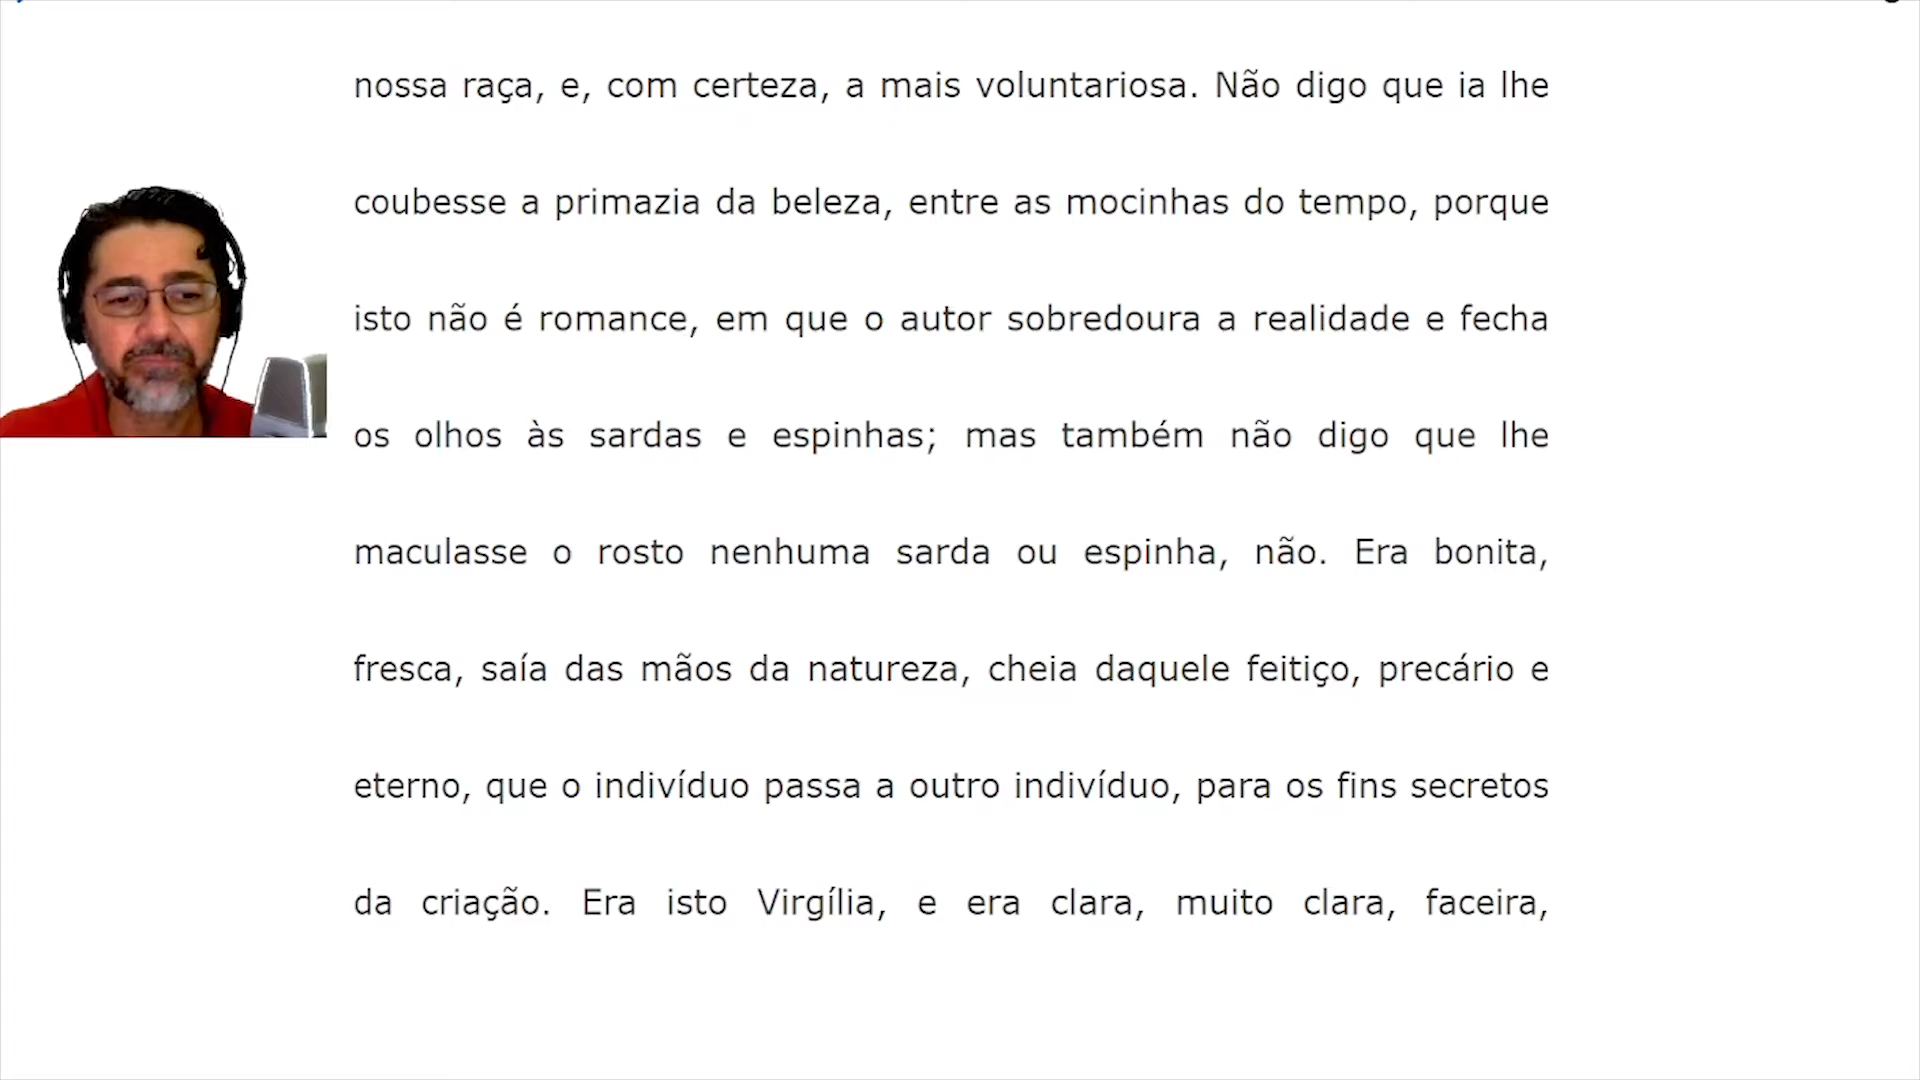 nossa raça, e, com certeza, a mais voluntariosa. Não digo que ia lhe
coubesse a primazia da beleza, entre as mocinhas do tempo, porque
isto não é romance, em que o autor sobredoura a realidade e fecha
os olhos às sardas e espinhas; mas também não digo que lhe
maculasse o rosto nenhuma sarda ou espinha, não. Era bonita,
fresca, saía das mãos da natureza, cheia daquele feitiço, precário e
eterno, que o indivíduo passa a outro indivíduo, para os fins secretos
da criação. Era isto Virgília, e era clara, muito clara, faceira,